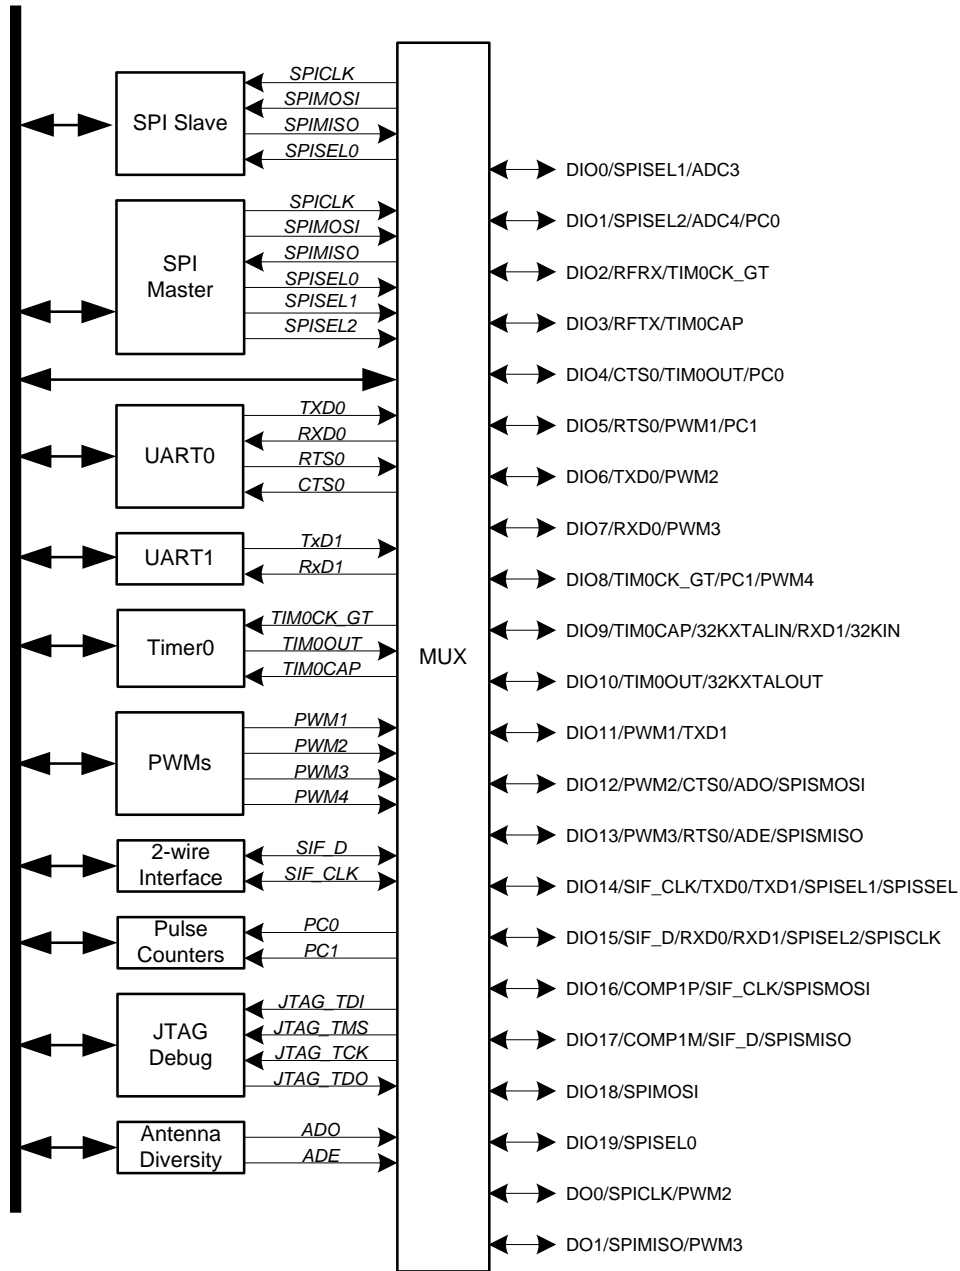 SPI Slave
SPICLK
SPIMOSI
SPIMISO
SPISEL0
SPI
Master
SPICLK
SPIMOSI
SPIMISO
SPISEL0
SPISEL1
SPISEL2
UART0
TXD0
RXD0
RTS0
CTS0
UART1
TxD1
RxD1
Timer0
TIM0CK_GT
TIM0OUT
TIM0CAP
PWMs
PWM1
PWM2
PWM3
PWM4
2-wire
Interface
SIF_D
SIF_CLK
Pulse
Counters
PC0
PC1
JTAG
Debug
JTAG_TDI
JTAG_TMS
JTAG_TCK
JTAG_TDO
Antenna
Diversity
ADO
ADE
MUX
DIO0/SPISEL1/ADC3
DIO1/SPISEL2/ADC4/PC0
DIO2/RFRX/TIM0CK_GT
DIO3/RFTX/TIM0CAP
DIO4/CTS0/TIM0OUT/PC0
DIO5/RTS0/PWM1/PC1
DIO6/TXD0/PWM2
DIO7/RXD0/PWM3
DIO8/TIM0CK_GT/PC1/PWM4
DIO9/TIM0CAP/32KXTALIN/RXD1/32KIN
DIO10/TIM0OUT/32KXTALOUT
DIO11/PWM1/TXD1
DIO12/PWM2/CTS0/ADO/SPISMOSI
DIO13/PWM3/RTS0/ADE/SPISMISO
DIO14/SIF_CLK/TXD0/TXD1/SPISEL1/SPISSEL
DIO15/SIF_D/RXD0/RXD1/SPISEL2/SPISCLK
DIO16/COMP1P/SIF_CLK/SPISMOSI
DIO17/COMP1M/SIF_D/SPISMISO
DIO18/SPIMOSI
DIO19/SPISEL0
DO0/SPICLK/PWM2
DO1/SPIMISO/PWM3